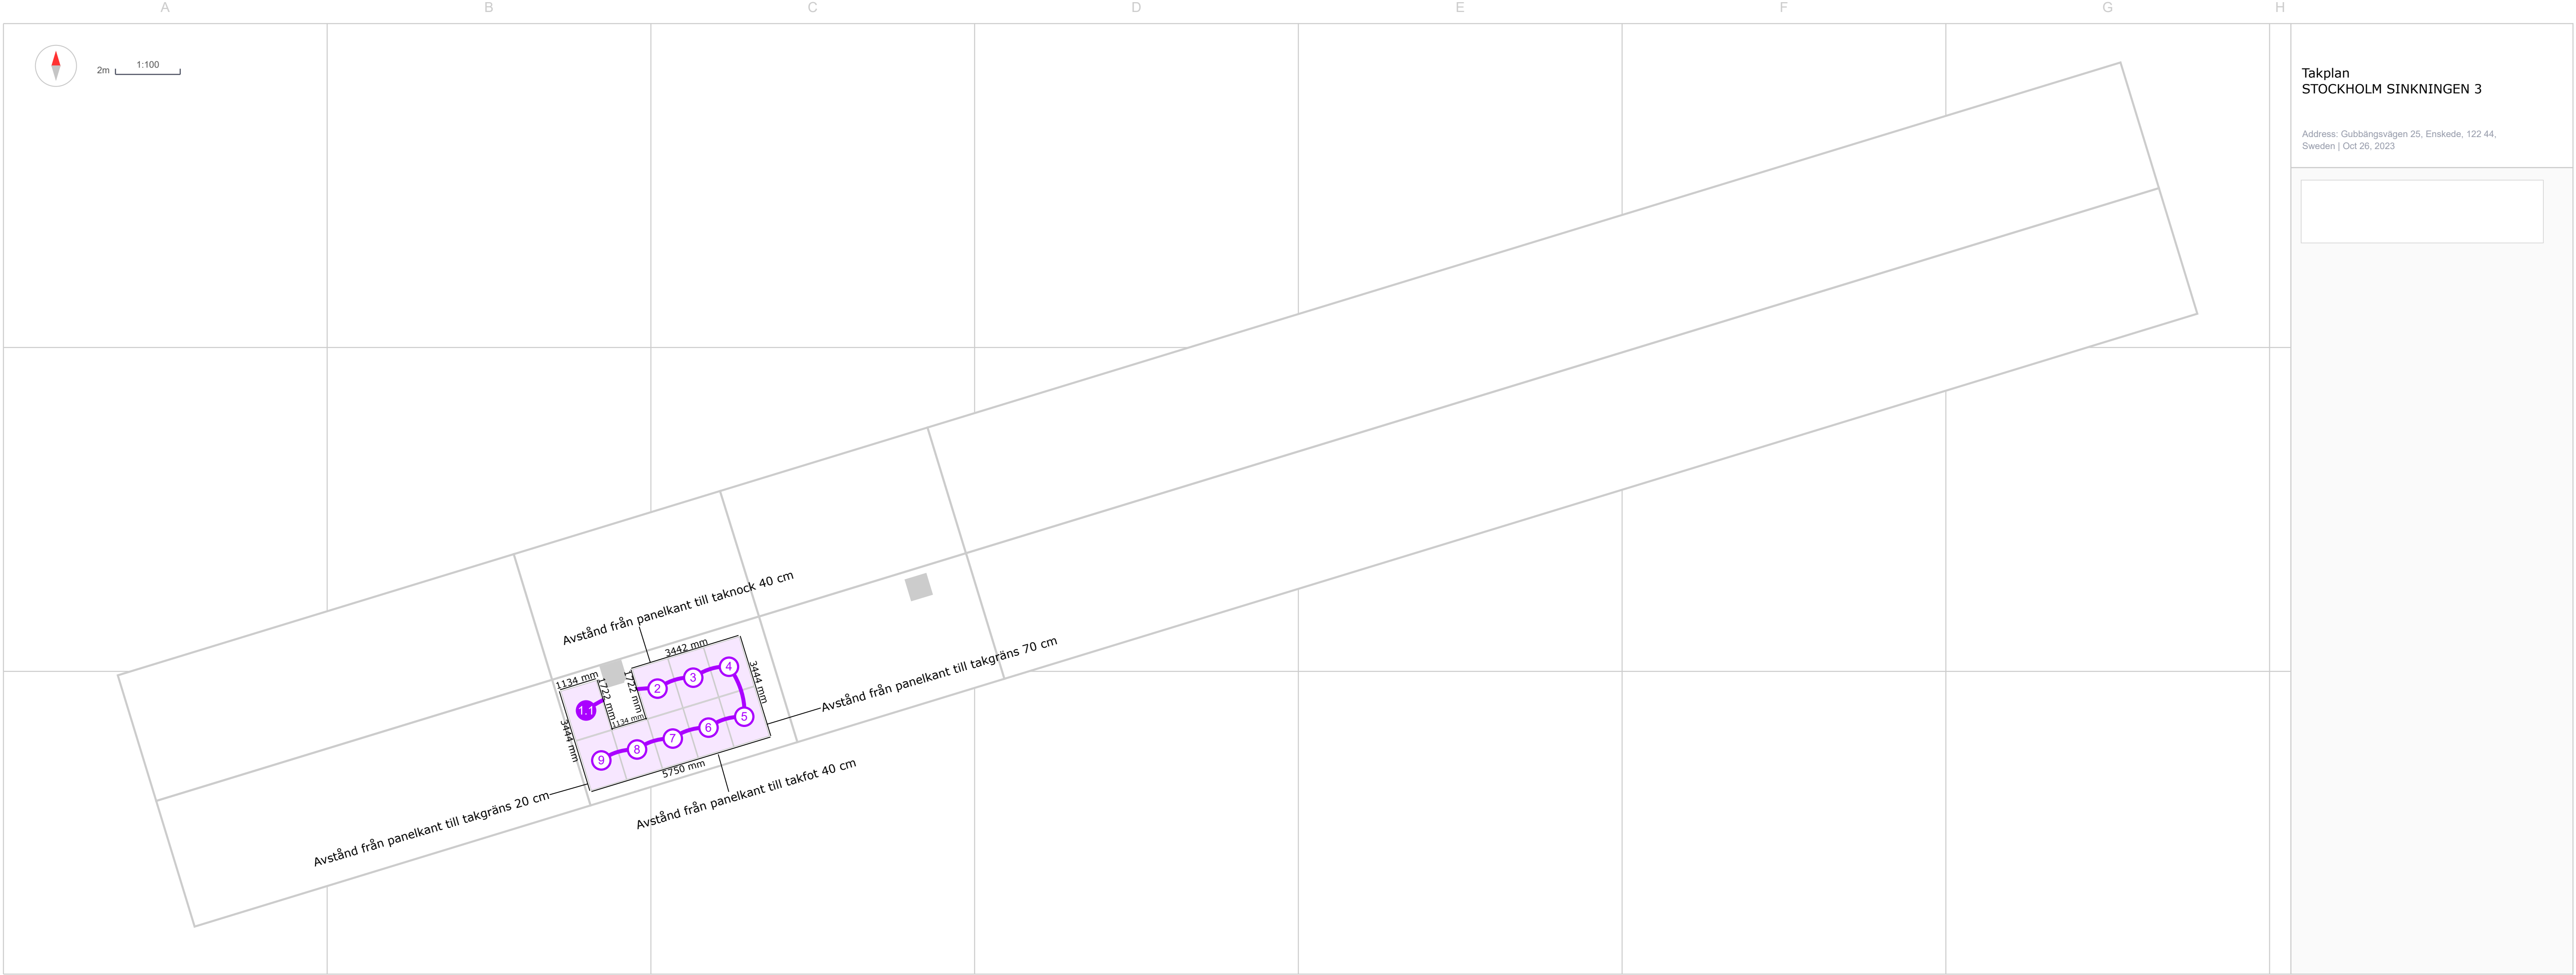 A
B
C
D
E
F
G
H
2m
1:100
Takplan
STOCKHOLM SINKNINGEN 3
Address: Gubbängsvägen 25, Enskede, 122 44,
Sweden | Oct 26, 2023
Avstånd från panelkant till taknock 40 cm
3442 mm
1134 mm
1722 mm
1722 mm
1134 mm
3444 mm
3444 mm
1.1
2
3
4
5
6
7
8
9
5750 mm
Avstånd från panelkant till takgräns 70 cm
Avstånd från panelkant till takfot 40 cm
Avstånd från panelkant till takgräns 20 cm